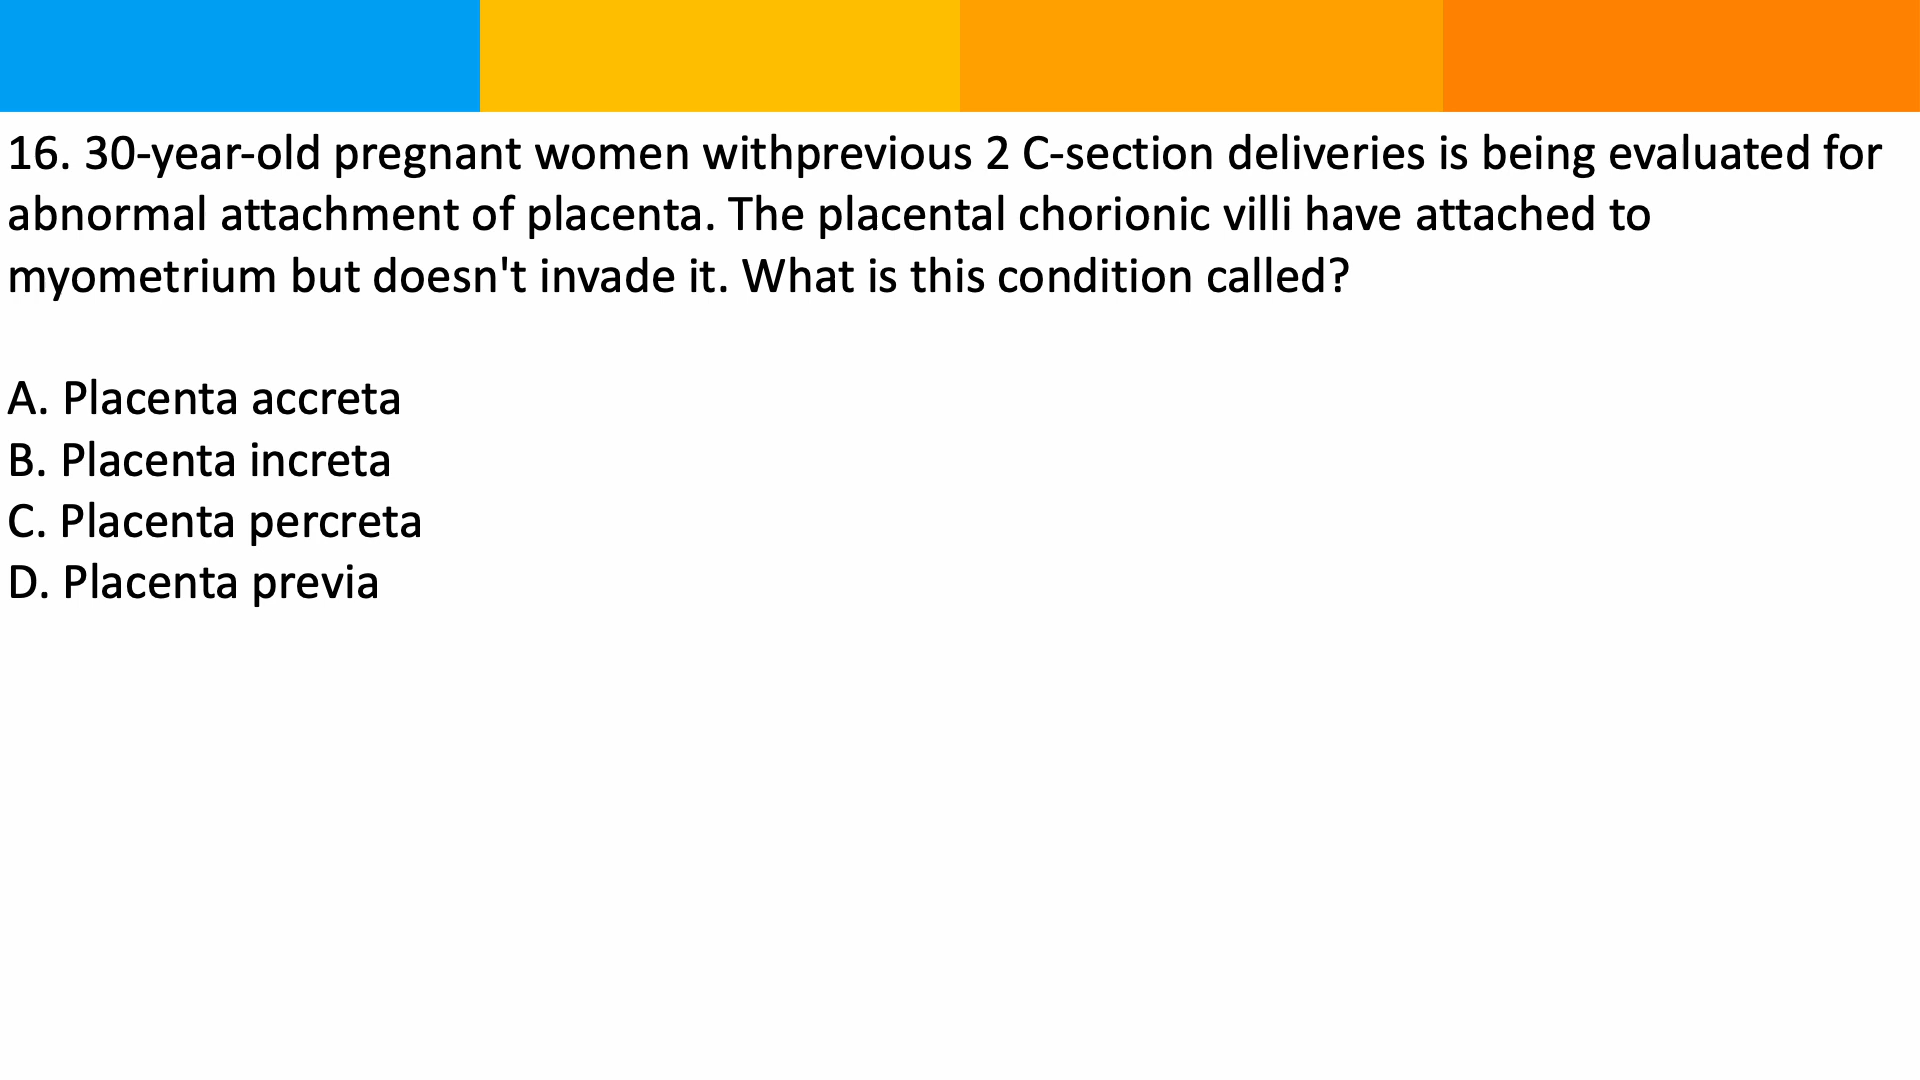 16. 30-year-old pregnant women withprevious 2 C-section deliveries is being evaluated for
abnormal attachment of placenta. The placental chorionic villi have attached to
myometrium but doesn't invade it. What is this condition called?
A. Placenta accreta
B. Placenta increta
C. Placenta percreta
D. Placenta previa